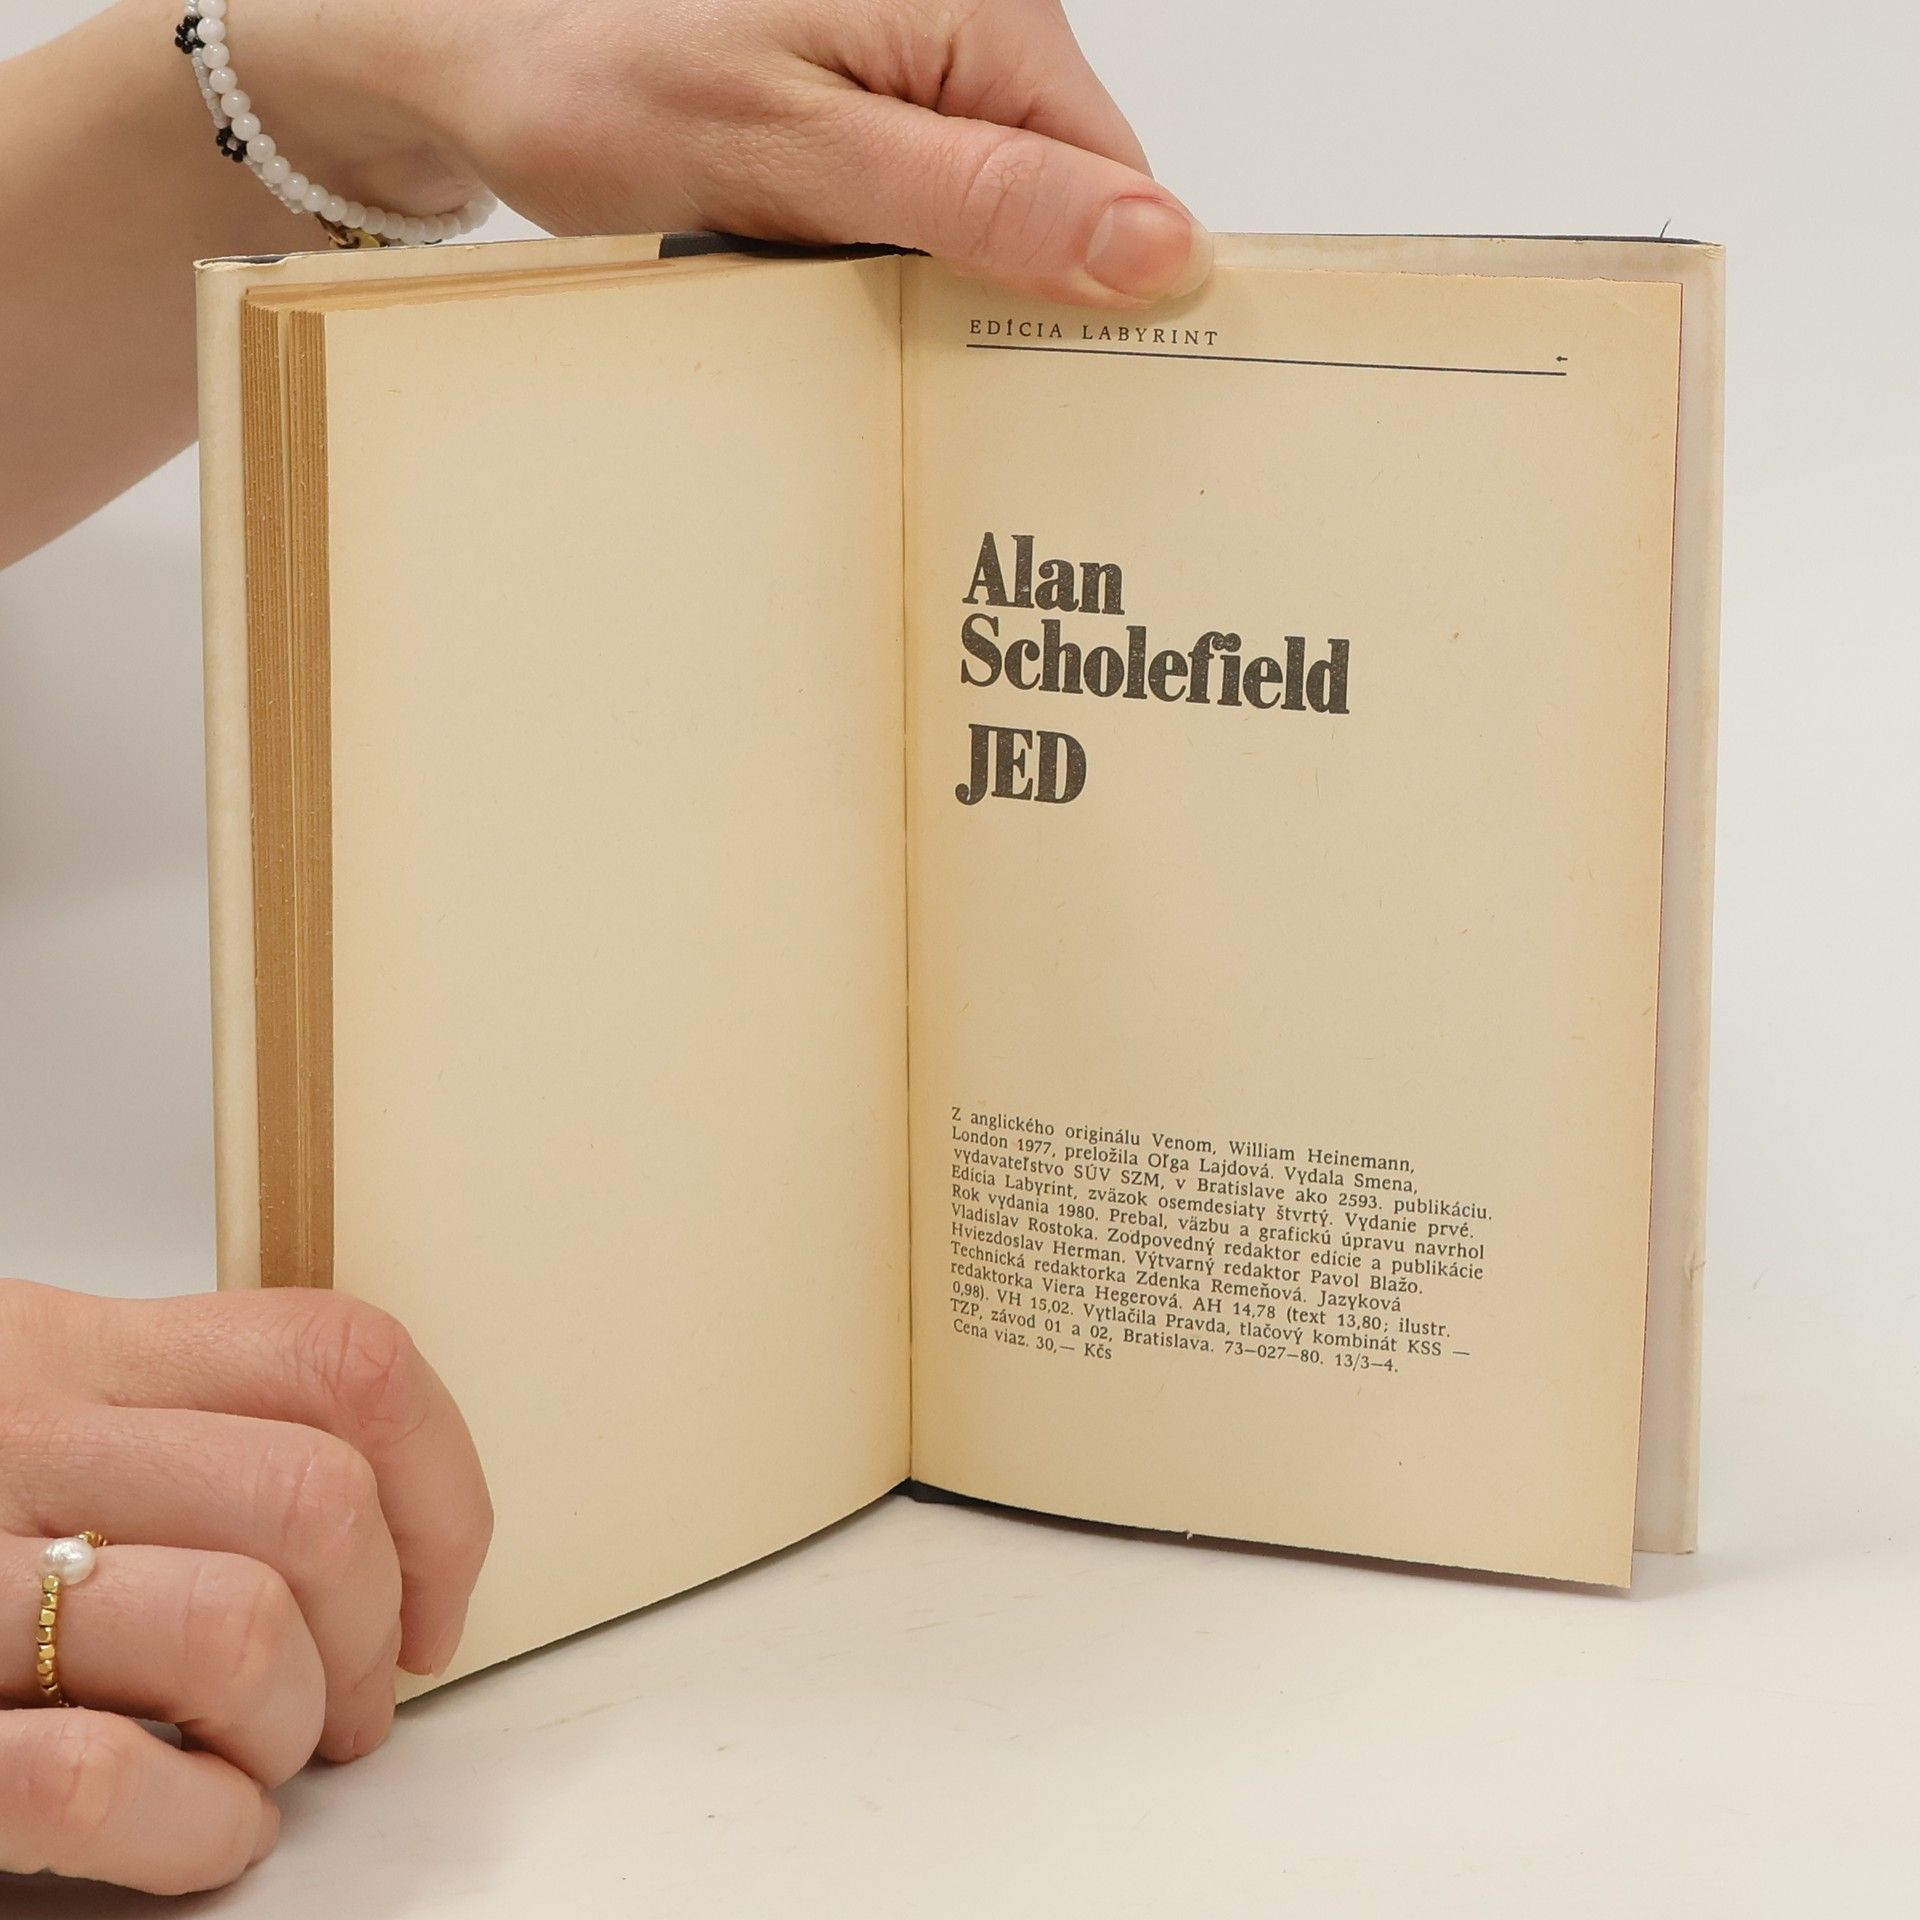 EDÍCIA LABYRINT
Alan
Scholefield
JED
Z anglického originálu Venom, William Heinemann,
London 1977, preložila Oľga Lajdová. Vydala Smena,
vydavateľstvo SÚV SZM, v Bratislave ako 2593. publikáciu.
Edícia Labyrint, zväzok osemdesiaty štvrtý. Vydanie prvé.
Rok vydania 1980. Prebal, väzbu a grafickú úpravu navrhol
Vladislav Rostoka. Zodpovedný redaktor edície a publikácie
Hviezdoslav Herman. Výtvarný redaktor Pavol Blažo.
Technická redaktorka Zdenka Remeňová. Jazyková
redaktorka Viera Hegerová. AH 14,78 (text 13,80; ilustr.
0,98). VH 15,02. Vytlačila Pravda, tlačový kombinát KSS —
TZP, závod 01 a 02, Bratislava. 73—027—80. 13/3—4.
Cena viaz. 30,— Kčs